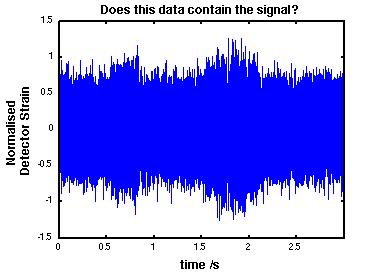 Does this data contain the signal?
1.5
1
0.5
0
-0.5
-1
-1.5
Normalised
Detector Strain
0 0.5 1 1.5 2 2.5
time /s